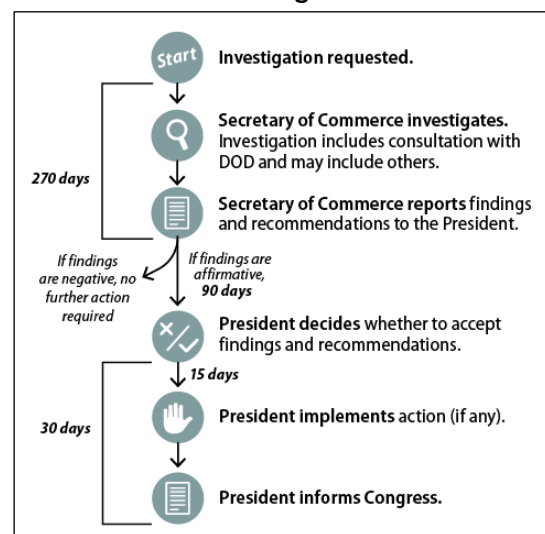 Start
Investigation requested.
Secretary of Commerce investigates.
Investigation includes consultation with
DOD and may include others.
270 days
Secretary of Commerce reports findings
and recommendations to the President.
If findings
are negative, no
further action
required
If findings are
affirmative,
90 days
President decides whether to accept
findings and recommendations.
15 days
President implements action (if any).
30 days
President informs Congress.